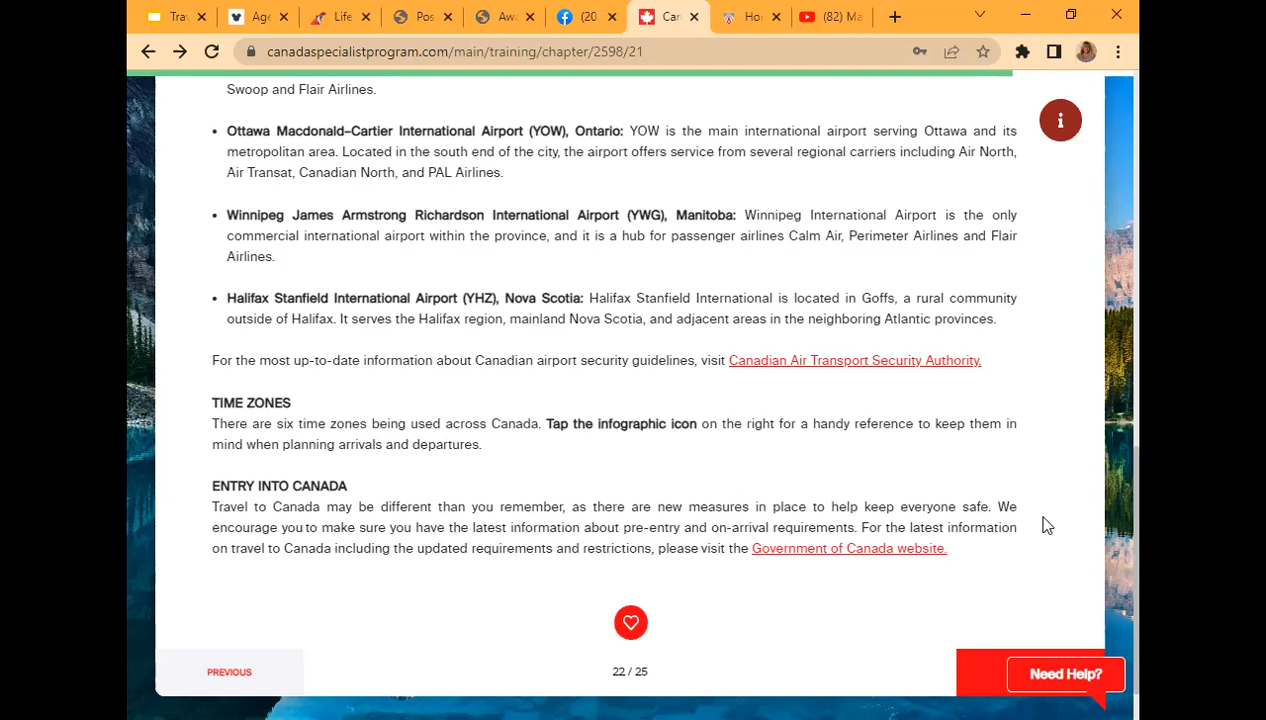 Tra
Age
Life
Pos
Awa
(20
Can
Ho
(82) Ma
canadaspecialistprogram.com/main/training/chapter/2598/21
Swoop and Flair Airlines.
• Ottawa Macdonald–Cartier International Airport (YOW), Ontario: YOW is the main international airport serving Ottawa and its
metropolitan area. Located in the south end of the city, the airport offers service from several regional carriers including Air North,
Air Transat, Canadian North, and PAL Airlines.
• Winnipeg James Armstrong Richardson International Airport (YWG), Manitoba: Winnipeg International Airport is the only
commercial international airport within the province, and it is a hub for passenger airlines Calm Air, Perimeter Airlines and Flair
Airlines.
• Halifax Stanfield International Airport (YHZ), Nova Scotia: Halifax Stanfield International is located in Goffs, a rural community
outside of Halifax. It serves the Halifax region, mainland Nova Scotia, and adjacent areas in the neighboring Atlantic provinces.
For the most up-to-date information about Canadian airport security guidelines, visit Canadian Air Transport Security Authority.
TIME ZONES
There are six time zones being used across Canada. Tap the infographic icon on the right for a handy reference to keep them in
mind when planning arrivals and departures.
ENTRY INTO CANADA
Travel to Canada may be different than you remember, as there are new measures in place to help keep everyone safe. We
encourage you to make sure you have the latest information about pre-entry and on-arrival requirements. For the latest information
on travel to Canada including the updated requirements and restrictions, please visit the Government of Canada website.
PREVIOUS
22 / 25
Need Help?